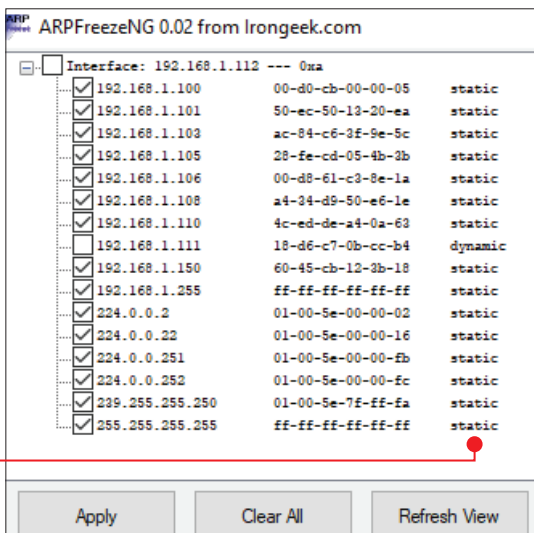 ARP
ARPFreezeNG 0.02 from Irongeek.com
Interface: 192.168.1.112 --- 0xa
192.168.1.100 00-d0-cb-00-00-05 static
192.168.1.101 50-ec-50-13-20-ea static
192.168.1.103 ac-84-c6-3f-9e-5c static
192.168.1.105 28-fe-cd-05-4b-3b static
192.168.1.106 00-d8-61-c3-8e-1a static
192.168.1.108 a4-34-d9-50-e6-1e static
192.168.1.110 4c-ed-de-a4-0a-63 static
192.168.1.111 18-d6-c7-0b-cc-b4 dynamic
192.168.1.150 60-45-cb-12-3b-18 static
192.168.1.255 ff-ff-ff-ff-ff-ff static
224.0.0.2 01-00-5e-00-00-02 static
224.0.0.22 01-00-5e-00-00-16 static
224.0.0.251 01-00-5e-00-00-fb static
224.0.0.252 01-00-5e-00-00-fc static
239.255.255.250 01-00-5e-7f-ff-fa static
255.255.255.255 ff-ff-ff-ff-ff-ff static
Apply Clear All Refresh View